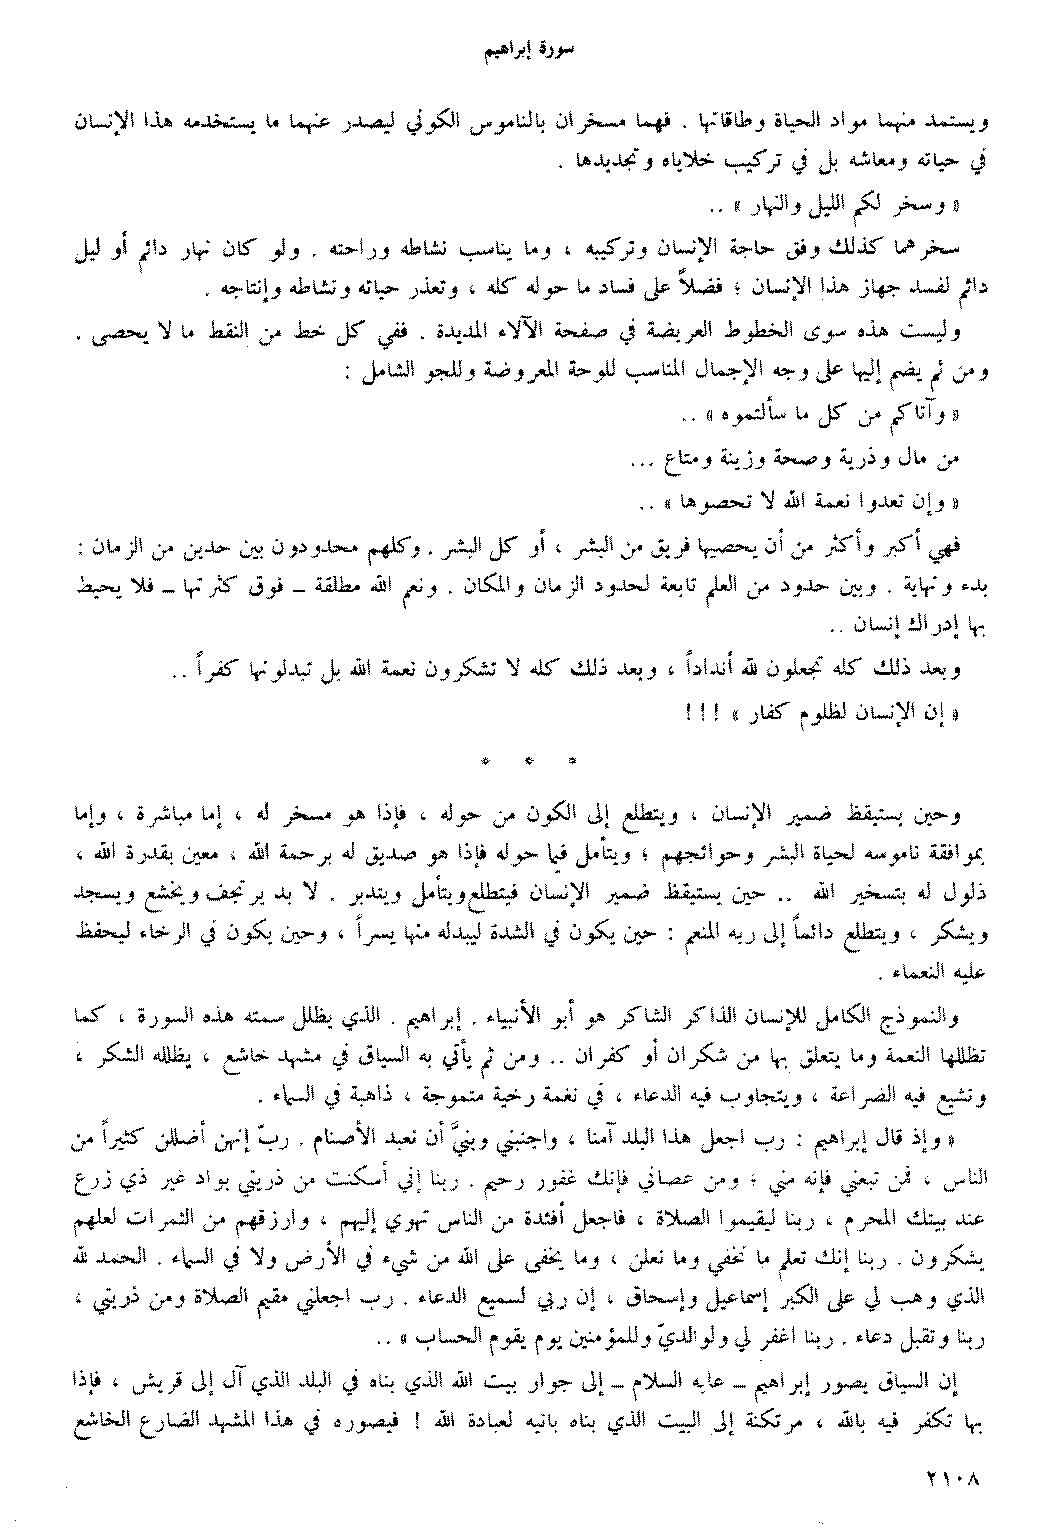 سورة إبراهيم
ويستمد منهما مواد الحياة وطاقاتها . فهما مسخران بالناموس الكوني ليصدر عنهما ما يستخدمه هذا الإنسان
في حياته ومعاشه بل في تركيب خلاياه وتجديدها .
« وسخر لكم الليل والنهار » ..
سخرهما كذلك وفق حاجة الإنسان وتركيبه ، وما يناسب نشاطه وراحته . ولو كان نهار دائم أو ليل
دائم لفسد جهاز هذا الإنسان ؛ فضلاً على فساد ما حوله كله ، وتعذر حياته ونشاطه وإنتاجه .
وليست هذه سوى الخطوط العريضة في صفحة الآلاء المديدة . ففي كل خط من النقط ما لا يحصى .
ومن ثم يضم إليها على وجه الإجمال المناسب للوحة المعروضة وللجو الشامل :
« وآتاكم من كل ما سألتموه » ..
من مال وذرية وصحة وزينة ومتاع ...
« وإن تعدوا نعمة الله لا تحصوها » ..
فهي أكبر وأكثر من أن يحصيها فريق من البشر ، أو كل البشر . وكلهم محدودون بين حدين من الزمان :
بدء ونهاية . وبين حدود من العلم تابعة لحدود الزمان والمكان . ونعم الله مطلقة – فوق كثرتها – فلا يحيط
بها إدراك إنسان ..
وبعد ذلك كله تجعلون لله أنداداً ، وبعد ذلك كله لا تشكرون نعمة الله بل تبدلونها كفراً ..
« إن الإنسان لظلوم كفار » ! ! !
* * *
وحين يستيقظ ضمير الإنسان ، ويتطلع إلى الكون من حوله ، فإذا هو مسخر له ، إما مباشرة ، وإما
بموافقة ناموسه لحياة البشر وحوائجهم ؛ ويتأمل فيما حوله فإذا هو صديق له برحمة الله ، معين بقدرة الله ،
ذلول له بتسخير الله .. حين يستيقظ ضمير الإنسان فيتطلع ويتأمل ويتدبر . لا بد يرتجف ويخشع ويسجد
ويشكر ، ويتطلع دائماً إلى ربه المنعم : حين يكون في الشدة ليبدله منها يسراً ، وحين يكون في الرخاء ليحفظ
عليه النعماء .
والنموذج الكامل للإنسان الذاكر الشاكر هو أبو الأنبياء . إبراهيم . الذي يظلل سمته هذه السورة ، كما
تظللها النعمة وما يتعلق بها من شكران أو كفران .. ومن ثم يأتي به السياق في مشهد خاشع ، يظلله الشكر ،
وتشيع فيه الضراعة ، ويتجاوب فيه الدعاء ، في نغمة رخية متموجة ، ذاهبة في السماء .
« وإذ قال إبراهيم : رب اجعل هذا البلد آمنا ، واجنبني وبنيَّ أن نعبد الأصنام . ربّ إنهن أضللن كثيراً من
الناس ، فمن تبعني فإنه مني ؛ ومن عصاني فإنك غفور رحيم . ربنا إني أسكنت من ذريتي بواد غير ذي زرع
عند بيتك المحرم ، ربنا ليقيموا الصلاة ، فاجعل أفئدة من الناس تهوي إليهم ، وارزقهم من الثمرات لعلهم
يشكرون . ربنا إنك تعلم ما نخفي وما نعلن ، وما يخفى على الله من شيء في الأرض ولا في السماء . الحمد لله
الذي وهب لي على الكبر إسماعيل وإسحاق ، إن ربي لسميع الدعاء . رب اجعلني مقيم الصلاة ومن ذريتي ،
ربنا وتقبل دعاء . ربنا اغفر لي ولوالديّ وللمؤمنين يوم يقوم الحساب » ..
إن السياق يصور إبراهيم – عليه السلام – إلى جوار بيت الله الذي بناه في البلد الذي آل إلى قريش ، فإذا
بها تكفر فيه بالله ، مرتكنة إلى البيت الذي بناه بانيه لعبادة الله ! فيصوره في هذا المشهد الضارع الخاشع
٢١٠٨